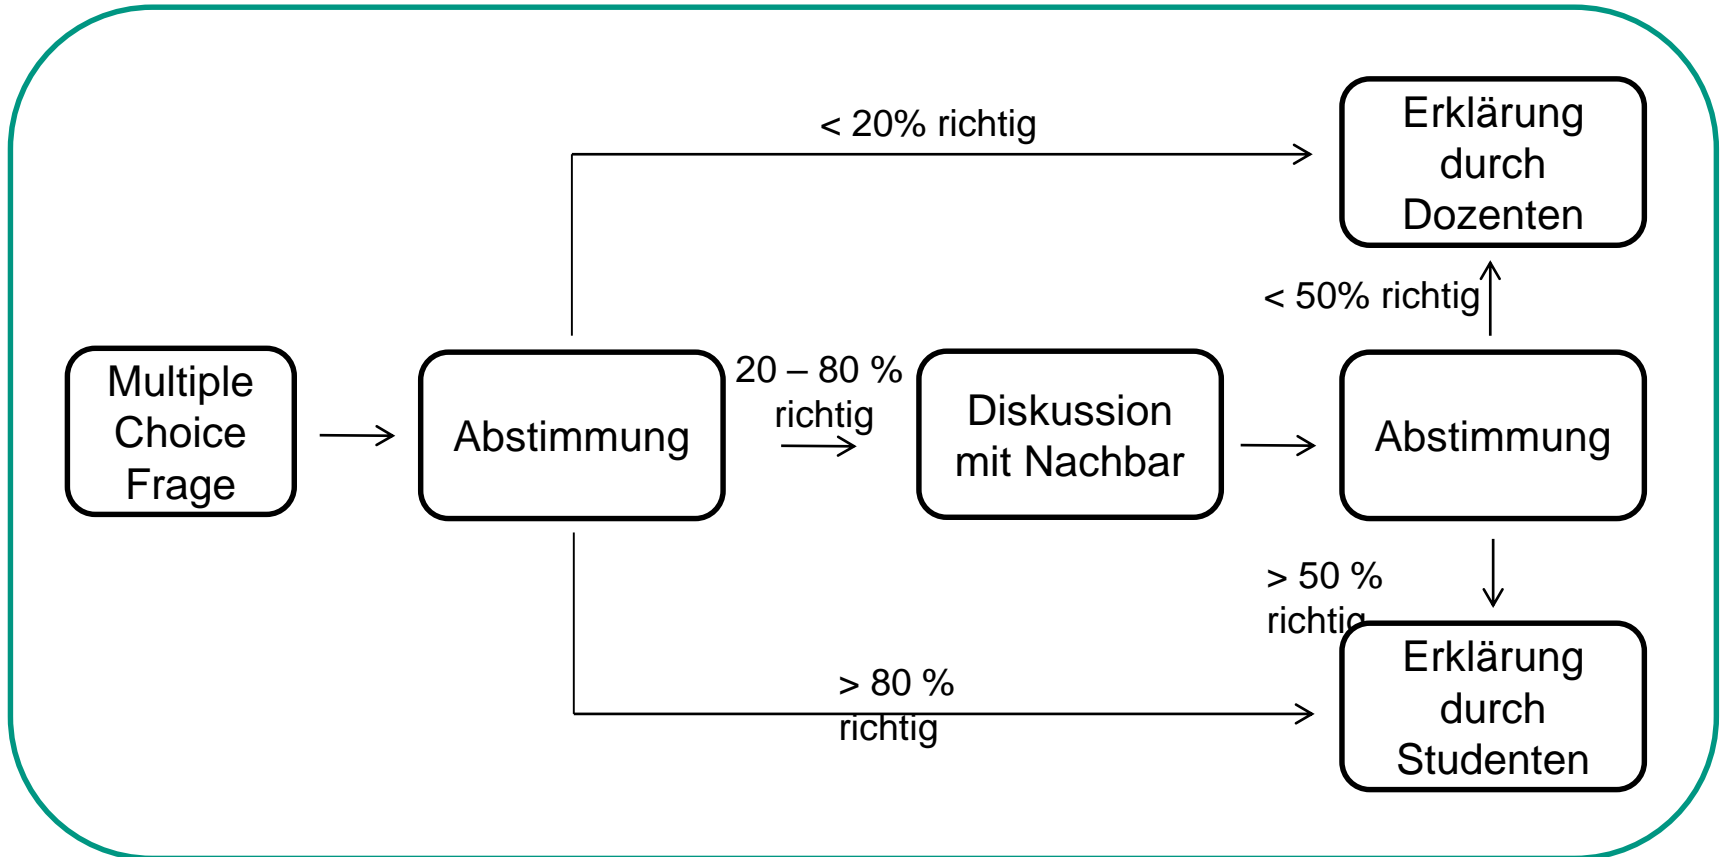 < 20% richtig
Erklärung
durch
Dozenten
< 50% richtig
Multiple
Choice
Frage
Abstimmung
20 – 80 %
richtig
Diskussion
mit Nachbar
Abstimmung
> 50 %
richtig
> 80 %
richtig
Erklärung
durch
Studenten